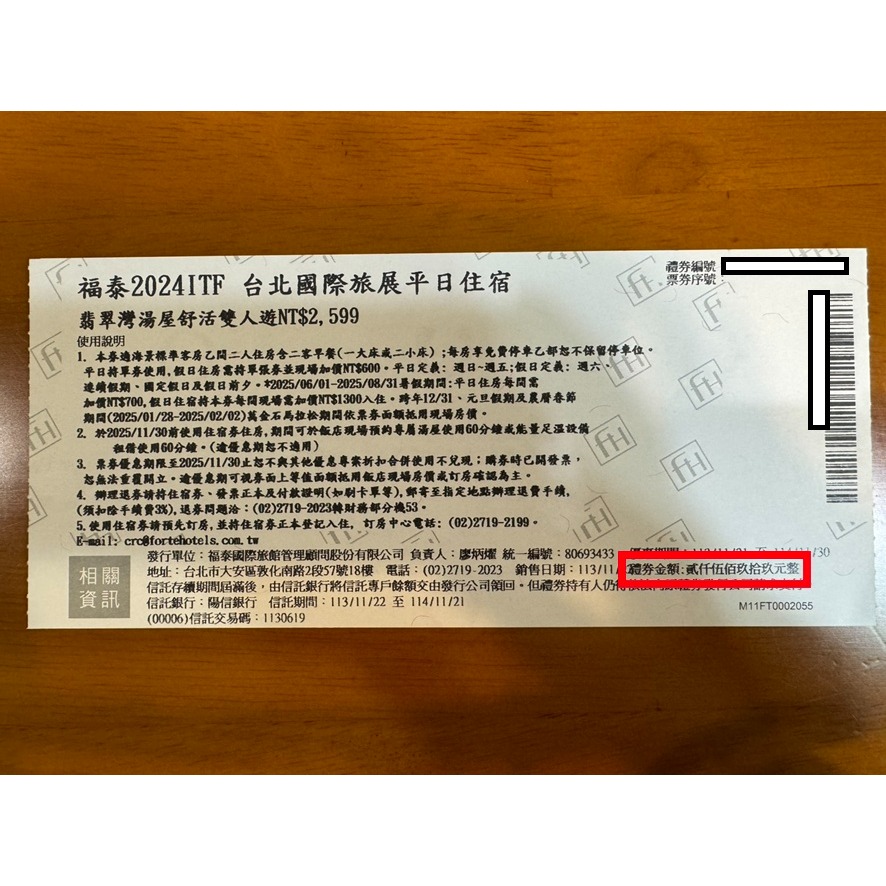 禮券編號
票券序號:
福泰2024ITF 台北國際旅展平日住宿
翡翠灣湯屋舒活雙人遊NT$2,599
使用說明
1. 本券適海景標準客房乙間二人住房含二客早餐(一大床或二小床);每房享免費停車乙部恕不保留停車位。
平日持單券使用,假日住房需持單張券並現場加價NT$600。平日定義: 週日-週五;假日定義: 週六、
連續假期、國定假日及假日前夕。*2025/06/01-2025/08/31暑假期間:平日住房每間需
加價NT$700,假日住宿持本券每間現場需加價NT$1300入住。跨年12/31、元旦假期及農曆春節
期間(2025/01/28-2025/02/02)萬金石馬拉松期間依票券面額抵用現場房價。
2. 於2025/11/30前使用住宿券住房,期間可於飯店現場預約專屬湯屋使用60分鐘或能量足溫設備
租借使用60分鐘。(逾優惠期恕不適用)
3. 票券優惠期限至2025/11/30止恕不與其他優惠專案折扣合併使用不兌現;購券時已開發票,
恕無法重覆開立。逾優惠期可視券面上等值面額抵用飯店現場房價或訂房確認為主。
4. 辦理退券請持住宿券、發票正本及付款證明(如刷卡單等),郵寄至指定地點辦理退費手續,
(須扣除手續費3%),退券問題洽:(02)2719-2023轉財務部分機53。
5.使用住宿券請預先訂房,並持住宿券正本登記入住, 訂房中心電話: (02)2719-2199。
E-mail: crc@fortehotels.com.tw
相關資訊
發行單位:福泰國際旅館管理顧問股份有限公司 負責人:廖炳燿 統一編號:80693433 優惠期間:113/11/21 至 114/11/30
地址:台北市大安區敦化南路2段57號18樓 電話:(02)2719-2023 銷售日期:113/11/ 禮券金額:貳仟伍佰玖拾玖元整
信託存續期間屆滿後,由信託銀行將信託專戶餘額交由發行公司領回。但禮券持有人仍得
信託銀行:陽信銀行 信託期間:113/11/22 至 114/11/21
(00006)信託交易碼:1130619
M11FT0002055